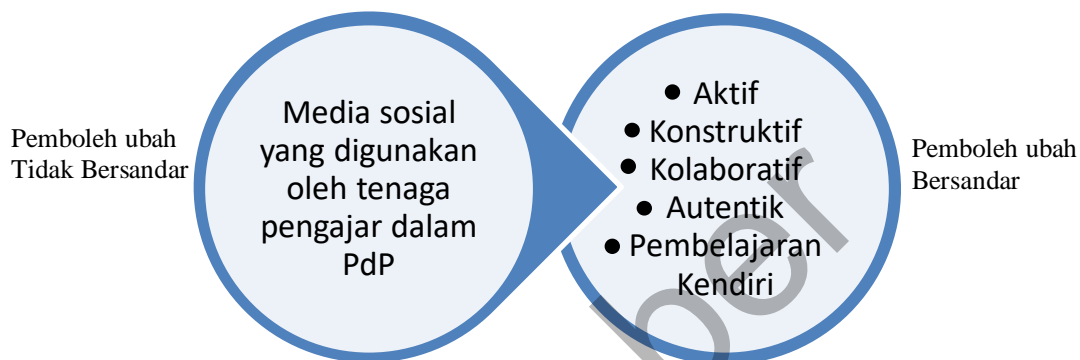 Pemboleh ubah
Tidak Bersandar
Media sosial
yang digunakan
oleh tenaga
pengajar dalam
PdP
• Aktif
• Konstruktif
• Kolaboratif
• Autentik
• Pembelajaran
Kendiri
Pemboleh ubah
Bersandar